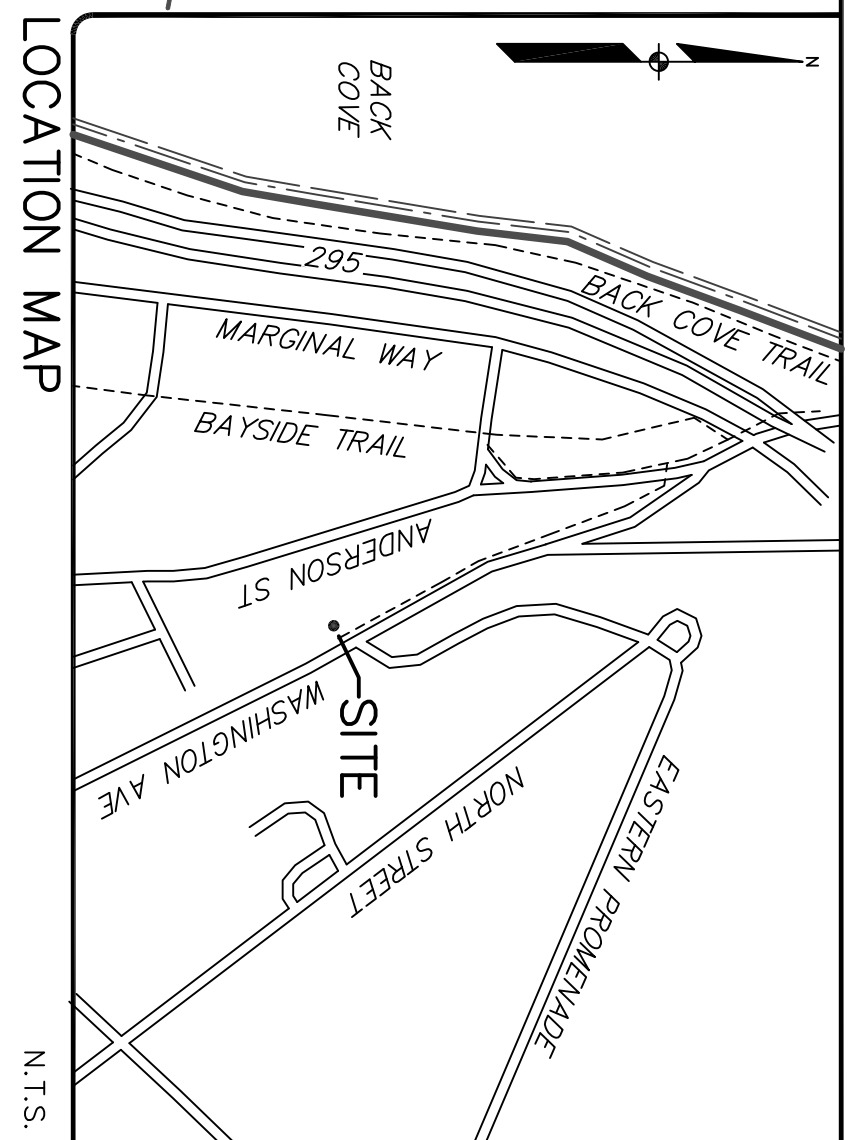 N
BACK
COVE
295
BACK COVE TRAIL
MARGINAL WAY
BAYSIDE TRAIL
ANDERSON ST
WASHINGTON AVE
SITE
NORTH STREET
EASTERN PROMENADE
LOCATION MAP
N.T.S.